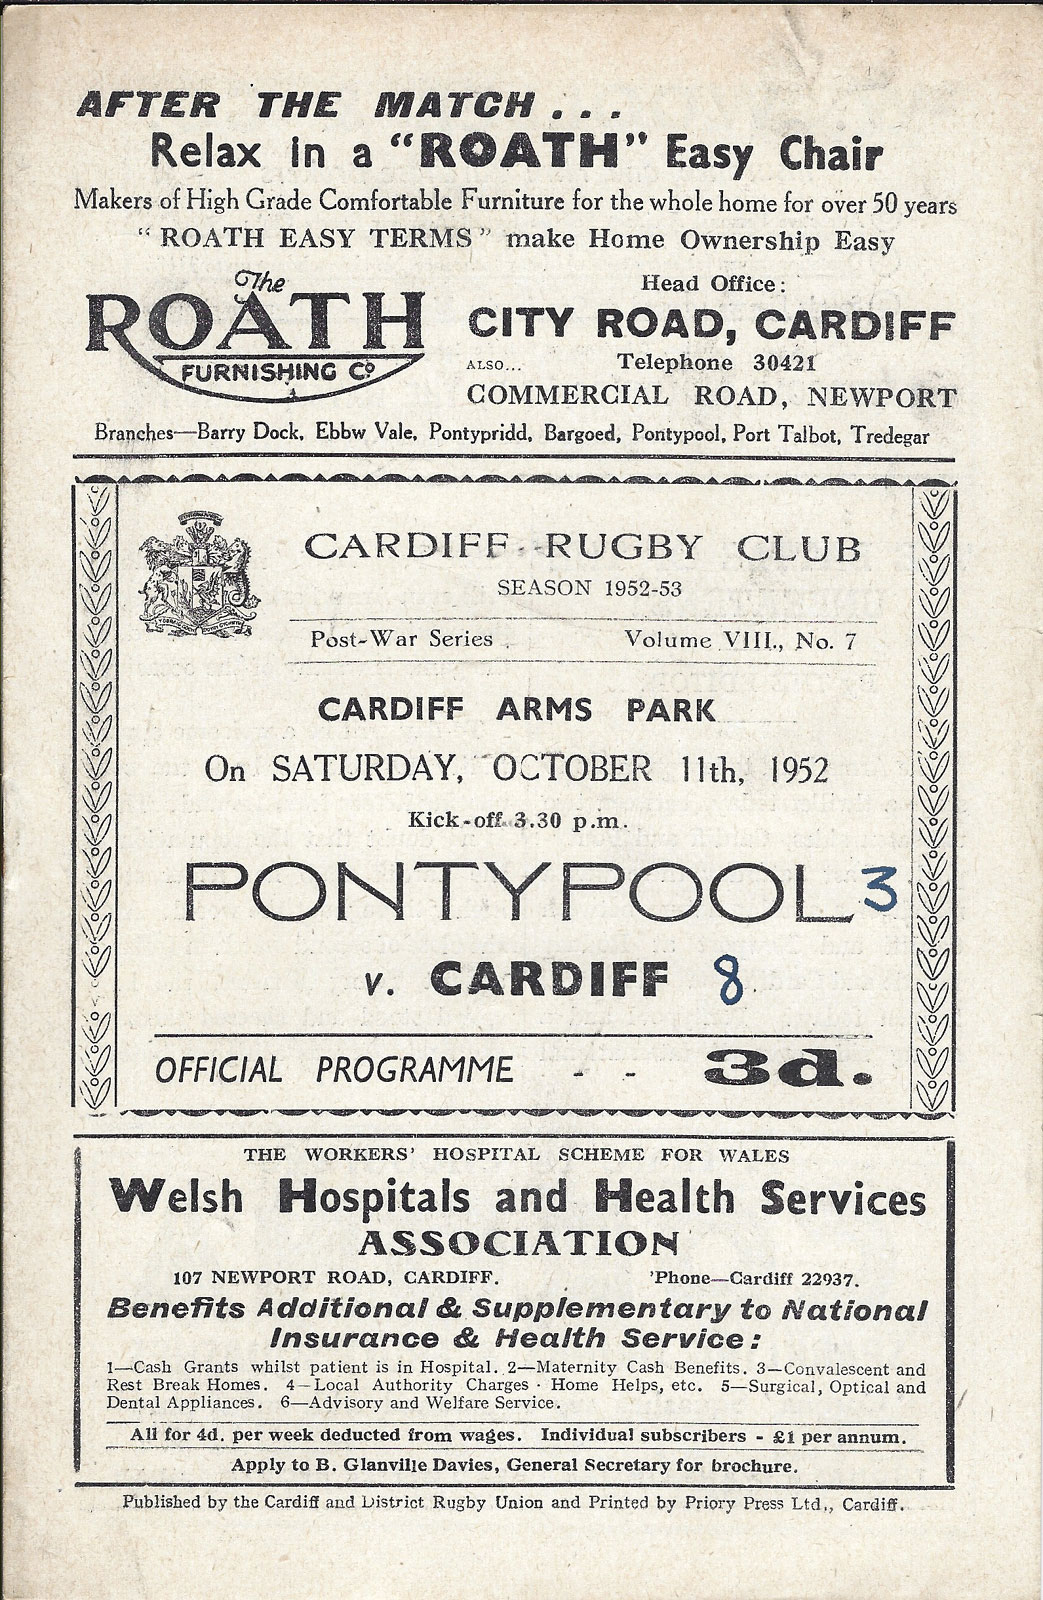 AFTER THE MATCH . . .
Relax in a "ROATH" Easy Chair
Makers of High Grade Comfortable Furniture for the whole home for over 50 years
"ROATH EASY TERMS" make Home Ownership Easy
The
ROATH
FURNISHING Co
Head Office:
CITY ROAD, CARDIFF
ALSO... Telephone 30421
COMMERCIAL ROAD, NEWPORT
Branches—Barry Dock, Ebbw Vale, Pontypridd, Bargoed, Pontypool, Port Talbot, Tredegar
CARDIFF RUGBY CLUB
SEASON 1952-53
Post-War Series Volume VIII., No. 7
CARDIFF ARMS PARK
On SATURDAY, OCTOBER 11th, 1952
Kick-off 3.30 p.m.
PONTYPOOL 3
v. CARDIFF 8
OFFICIAL PROGRAMME - - 3d.
THE WORKERS' HOSPITAL SCHEME FOR WALES
Welsh Hospitals and Health Services
ASSOCIATION
107 NEWPORT ROAD, CARDIFF. 'Phone—Cardiff 22937.
Benefits Additional & Supplementary to National
Insurance & Health Service:
1—Cash Grants whilst patient is in Hospital. 2—Maternity Cash Benefits. 3—Convalescent and
Rest Break Homes. 4—Local Authority Charges · Home Helps, etc. 5—Surgical, Optical and
Dental Appliances. 6—Advisory and Welfare Service.
All for 4d. per week deducted from wages. Individual subscribers - £1 per annum.
Apply to B. Glanville Davies, General Secretary for brochure.
Published by the Cardiff and District Rugby Union and Printed by Priory Press Ltd., Cardiff.